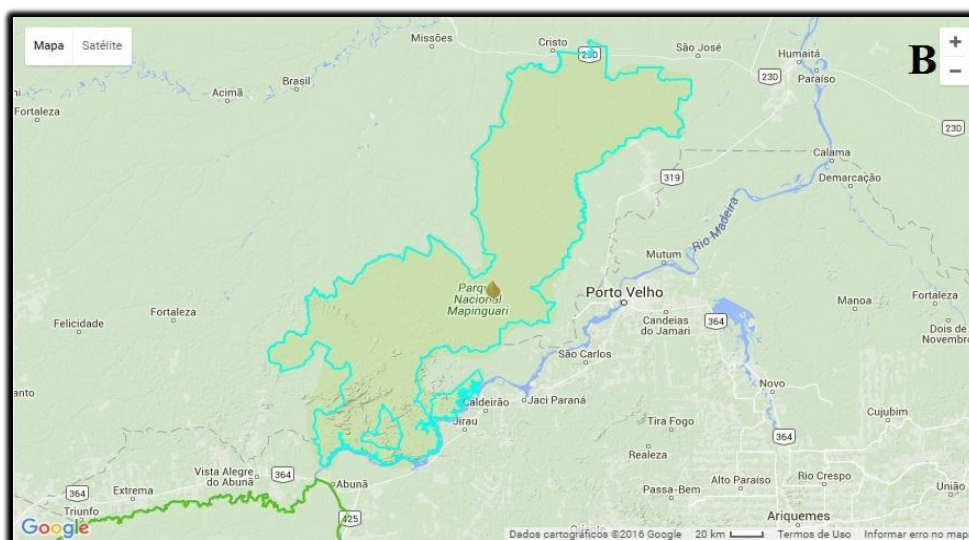 Mapa Satélite
Missões
Cristo
230
São José
Humaitá
B
+
−
Paraíso
230
Brasil
Acimã
Fortaleza
230
Calama
Demarcação
319
Rio Madeira
Mutum
Parque
Nacional
Mapinguari
Porto Velho
Manoa
Fortaleza
Felicidade
Fortaleza
Candeias
do Jamari
364
Dois de
Novembro
São Carlos
anto
Caldeirão
Jaci Paraná
Novo
Cujubim
Jirau
Tira Fogo
364
Realeza
Vista Alegre
do Abunã
364
Abunã
Extrema
364
Triunfo
Passa-Bem
Alto Paraíso
Rio Crespo
União
425
Ariquemes
Google
Dados cartográficos ©2016 Google
20 km
Termos de Uso
Informar erro no map